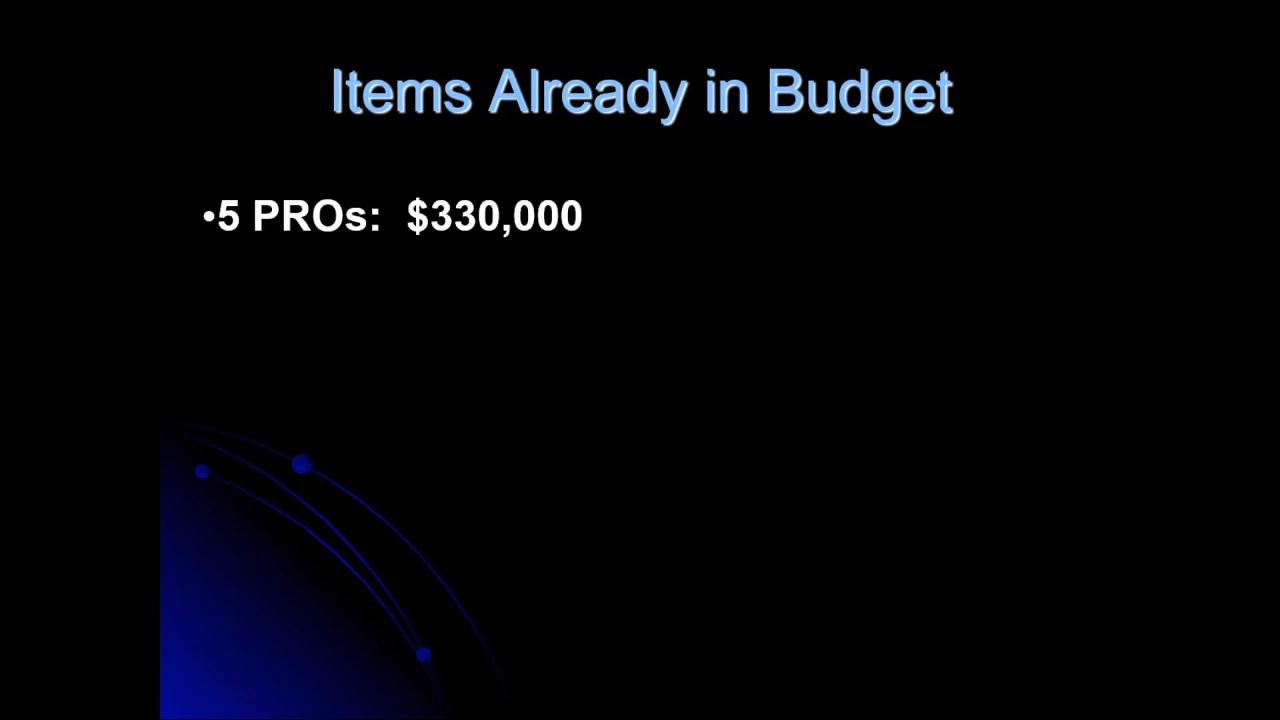 Items Already in Budget
•5 PROs:  $330,000